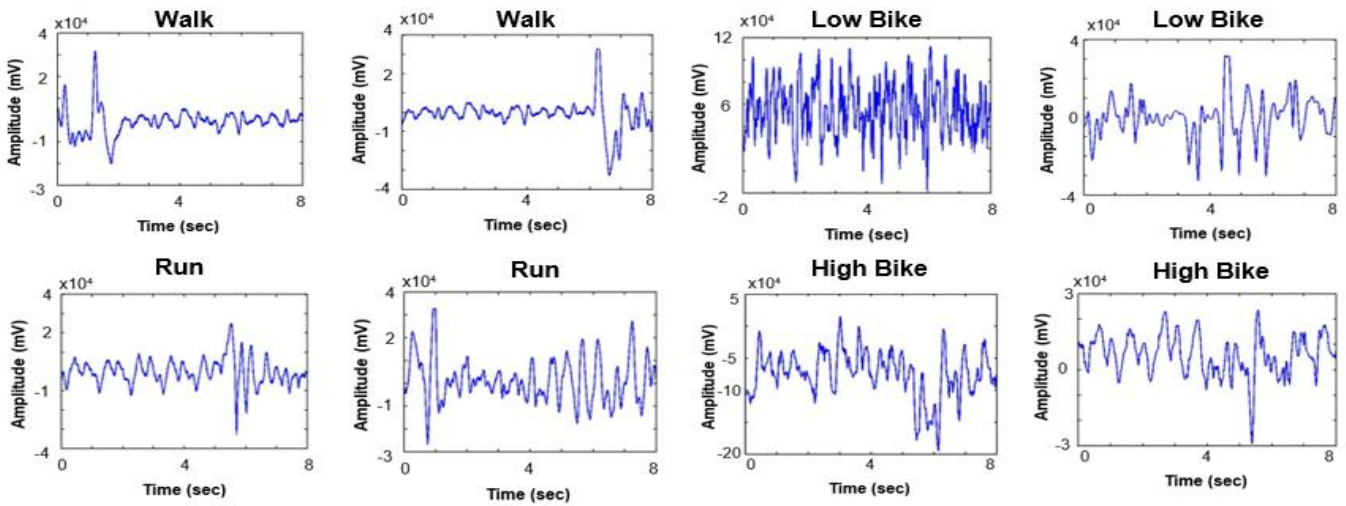 Walk
x10⁴
4
2
-1
-3
Amplitude (mV)
0
4
8
Time (sec)
Walk
x10⁴
4
2
-1
-4
Amplitude (mV)
0
4
8
Time (sec)
Low Bike
x10⁴
12
6
-2
Amplitude (mV)
0
4
8
Time (sec)
Low Bike
x10⁴
4
2
0
-4
Amplitude (mV)
0
4
8
Time (sec)
Run
x10⁴
4
2
-1
-4
Amplitude (mV)
0
4
8
Time (sec)
Run
x10⁴
4
2
-1
-3
Amplitude (mV)
0
4
8
Time (sec)
High Bike
x10⁴
5
-5
-10
-20
Amplitude (mV)
0
4
8
Time (sec)
High Bike
x10⁴
3
2
0
-3
Amplitude (mV)
0
4
8
Time (sec)